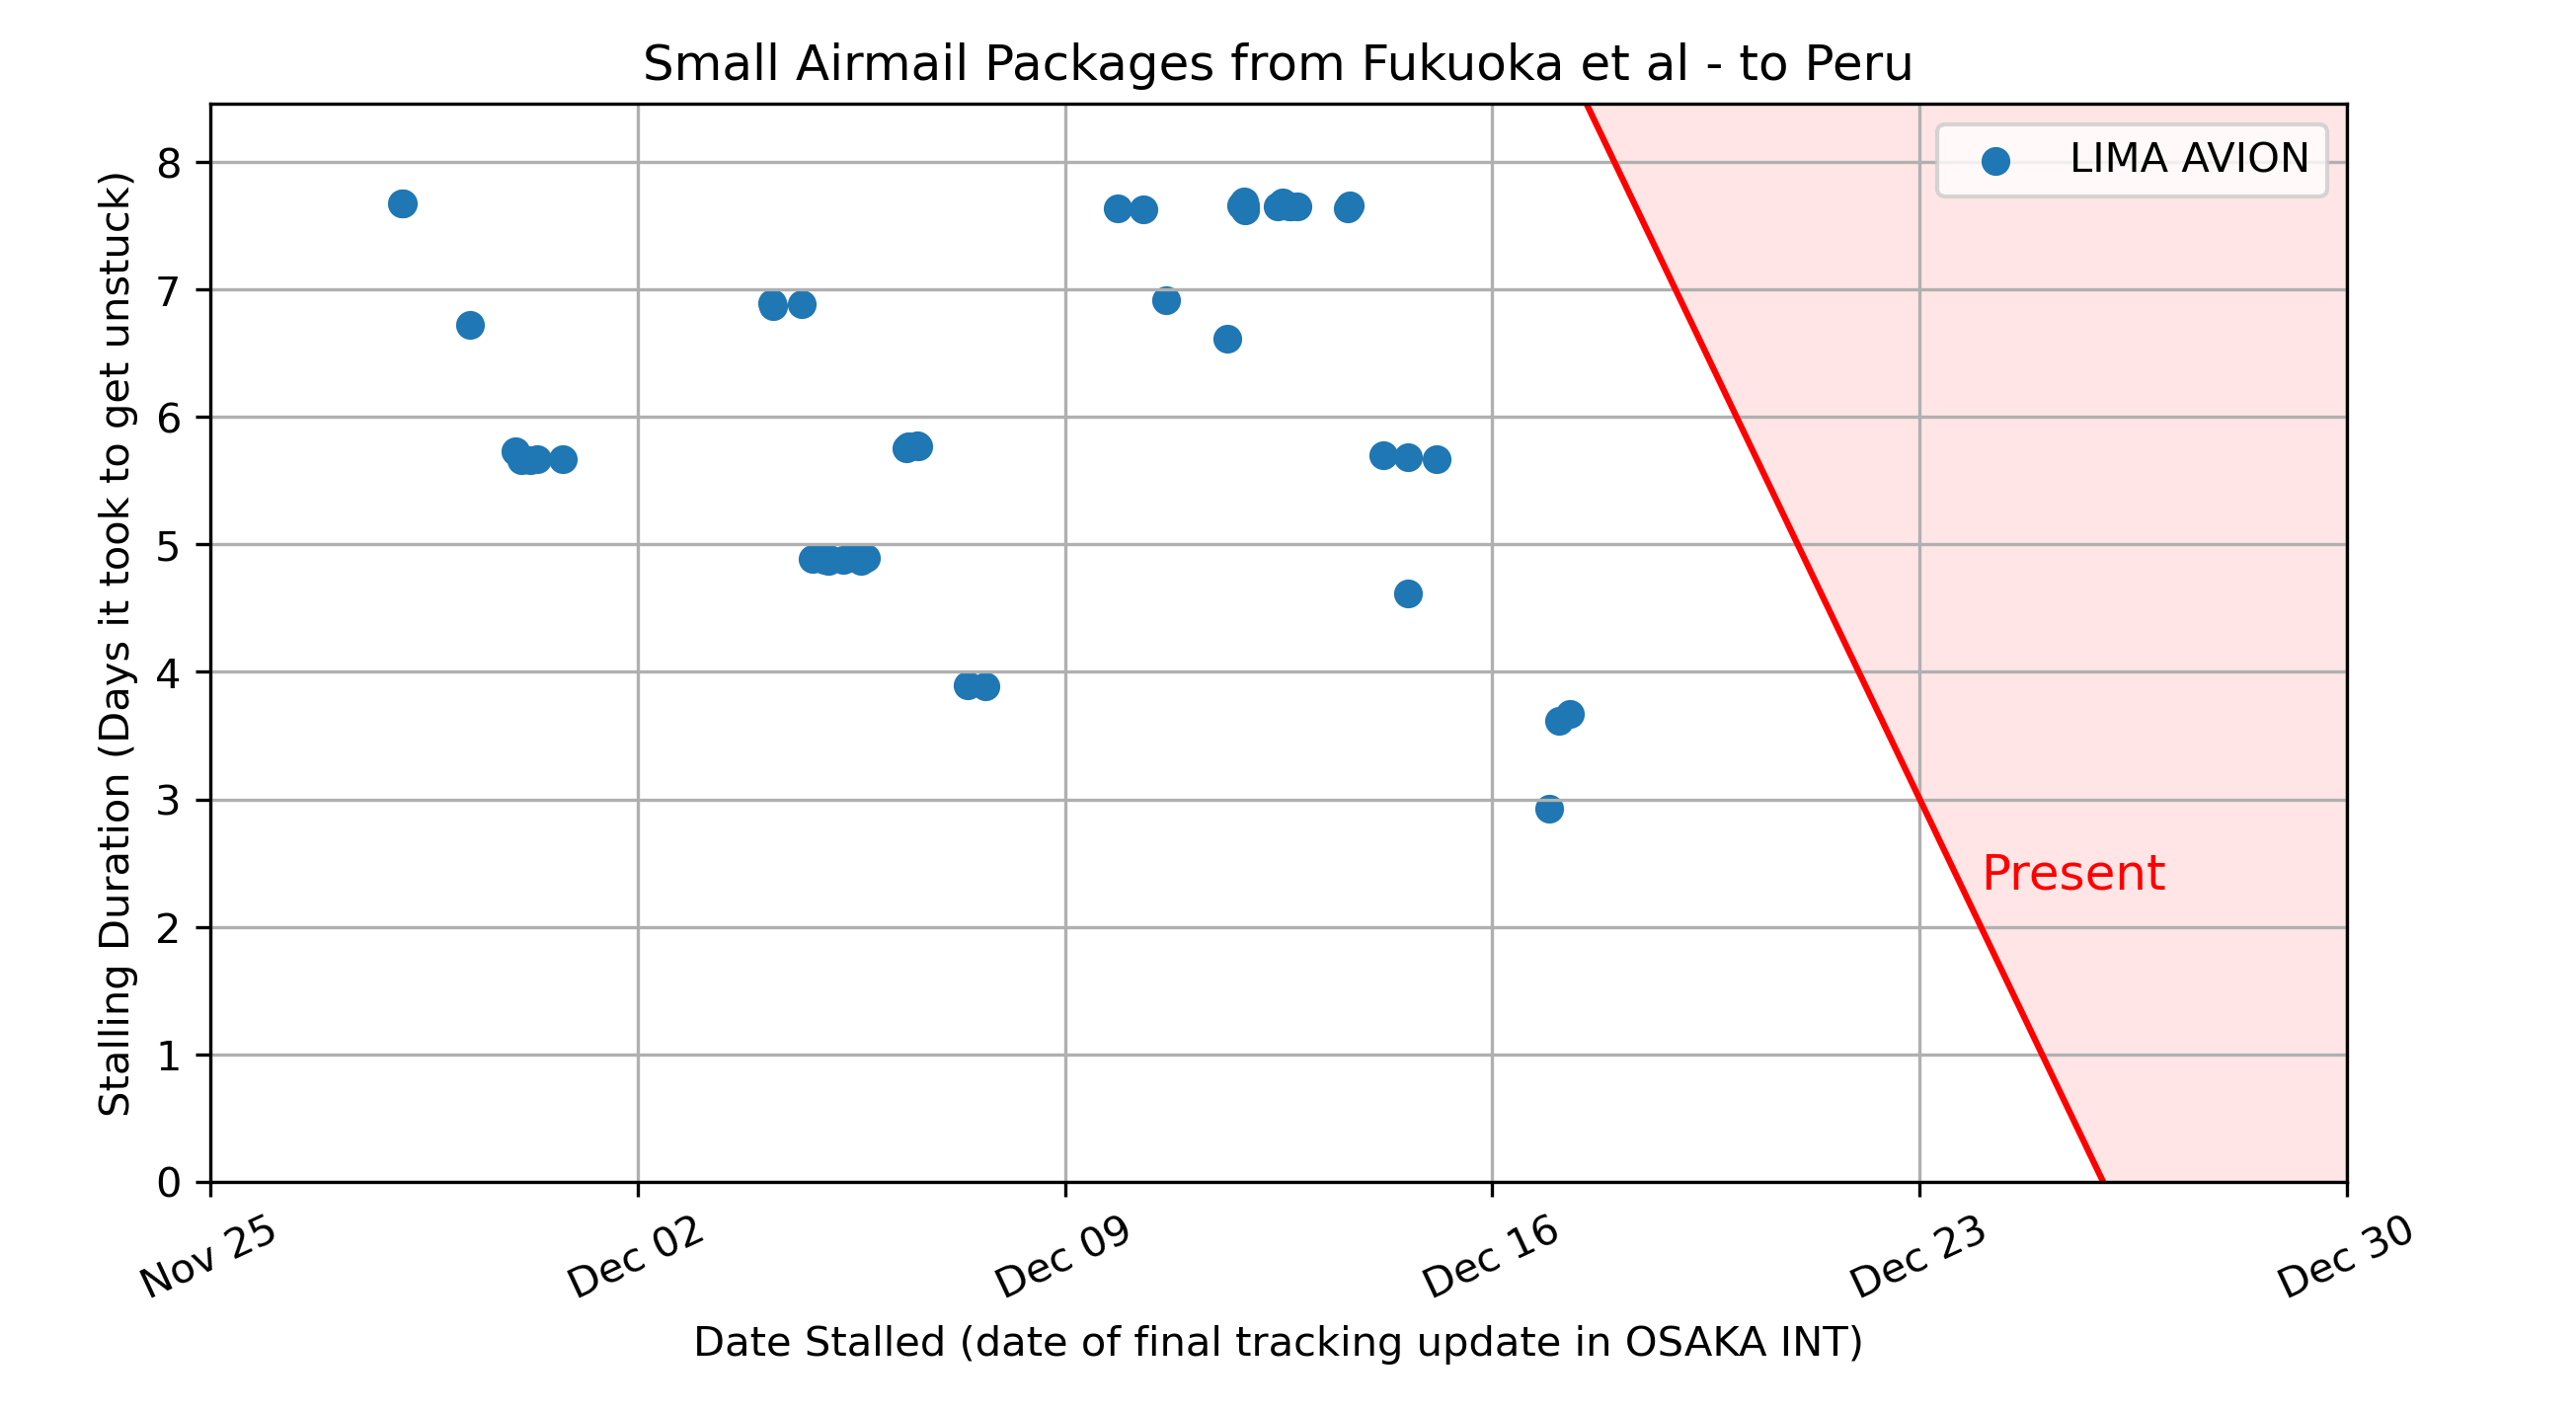 Small Airmail Packages from Fukuoka et al - to Peru
Stalling Duration (Days it took to get unstuck)
8
7
6
5
4
3
2
1
0
LIMA AVION
Present
Nov 25
Dec 02
Dec 09
Dec 16
Dec 23
Dec 30
Date Stalled (date of final tracking update in OSAKA INT)